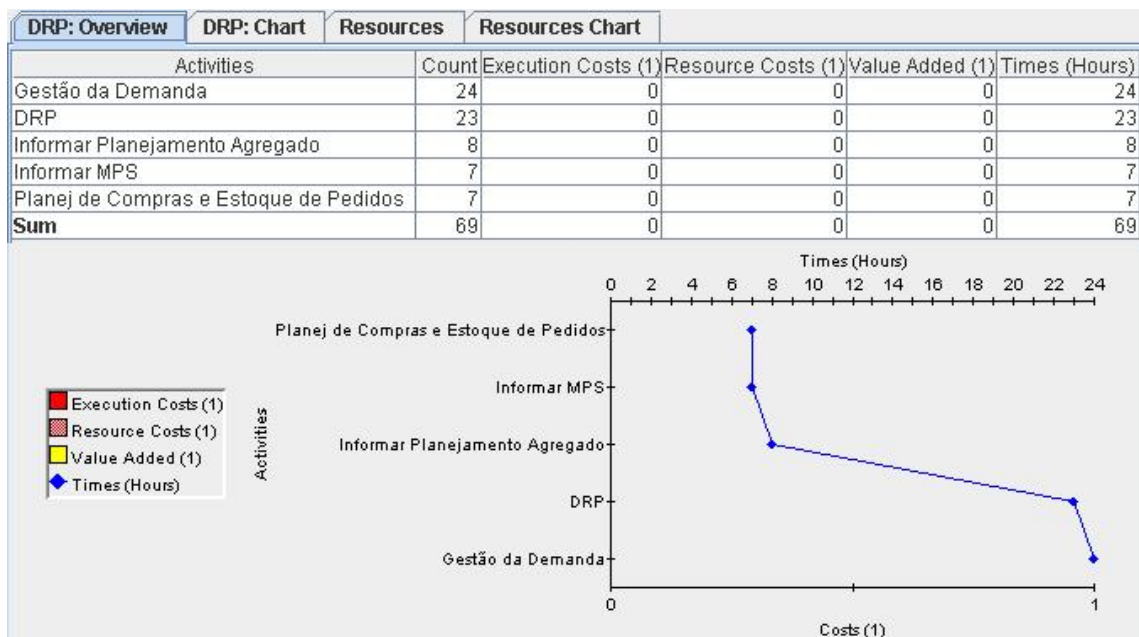 DRP: Overview DRP: Chart Resources Resources Chart
Activities Count Execution Costs (1) Resource Costs (1) Value Added (1) Times (Hours)
Gestão da Demanda 24 0 0 0 24
DRP 23 0 0 0 23
Informar Planejamento Agregado 8 0 0 0 8
Informar MPS 7 0 0 0 7
Planej de Compras e Estoque de Pedidos 7 0 0 0 7
Sum 69 0 0 0 69
Times (Hours)
0 2 4 6 8 10 12 14 16 18 20 22 24
Planej de Compras e Estoque de Pedidos
Informar MPS
Informar Planejamento Agregado
DRP
Gestão da Demanda
Activities
Execution Costs (1)
Resource Costs (1)
Value Added (1)
Times (Hours)
0 1
Costs (1)